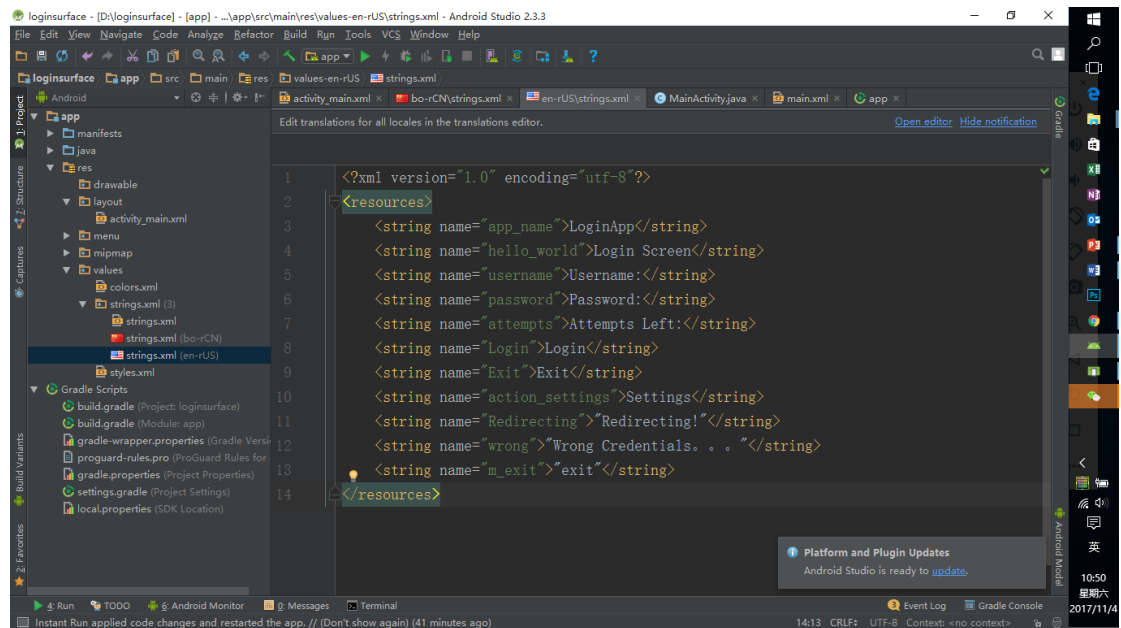 loginsurface - [D:\loginsurface] - [app] - ...\app\src\main\res\values-en-rUS\strings.xml - Android Studio 2.3.3
File Edit View Navigate Code Analyze Refactor Build Run Tools VCS Window Help
app
loginsurface app src main res values-en-rUS strings.xml
Android
activity_main.xml × bo-rCN\strings.xml × en-rUS\strings.xml × MainActivity.java × main.xml × app ×
Edit translations for all locales in the translations editor. Open editor Hide notification
1: Project
7: Structure
Captures
Build Variants
2: Favorites
app
manifests
java
res
drawable
layout
activity_main.xml
menu
mipmap
values
colors.xml
strings.xml (3)
strings.xml
strings.xml (bo-rCN)
strings.xml (en-rUS)
styles.xml
Gradle Scripts
build.gradle (Project: loginsurface)
build.gradle (Module: app)
gradle-wrapper.properties (Gradle Versi
proguard-rules.pro (ProGuard Rules for
gradle.properties (Project Properties)
settings.gradle (Project Settings)
local.properties (SDK Location)
1 <?xml version="1.0" encoding="utf-8"?>
2 <resources>
3 <string name="app_name">LoginApp</string>
4 <string name="hello_world">Login Screen</string>
5 <string name="username">Username:</string>
6 <string name="password">Password:</string>
7 <string name="attempts">Attempts Left:</string>
8 <string name="Login">Login</string>
9 <string name="Exit">Exit</string>
10 <string name="action_settings">Settings</string>
11 <string name="Redirecting">"Redirecting!"</string>
12 <string name="wrong">"Wrong Credentials。。。"</string>
13 <string name="m_exit">"exit"</string>
14 </resources>
Gradle
Android Model
Platform and Plugin Updates
Android Studio is ready to update.
4: Run TODO 6: Android Monitor 0: Messages Terminal 3 Event Log Gradle Console
Instant Run applied code changes and restarted the app. // (Don't show again) (41 minutes ago) 14:13 CRLF÷ UTF-8 Context: <no context>
英
10:50
星期六
2017/11/4